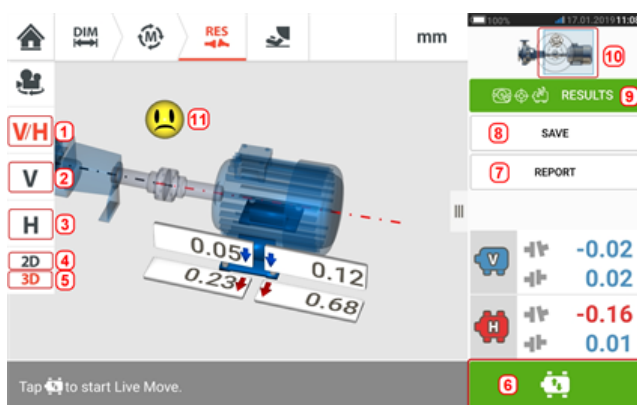 100% 17.01.2019 11:08
DIM M RES mm
10
9 RESULTS
11
V/H 1
8 SAVE
V 2
7 REPORT
H 3
2D 4
3D 5
0.05 0.12
0.23 0.68
V -0.02
0.02
H -0.16
0.01
6
Tap to start Live Move.